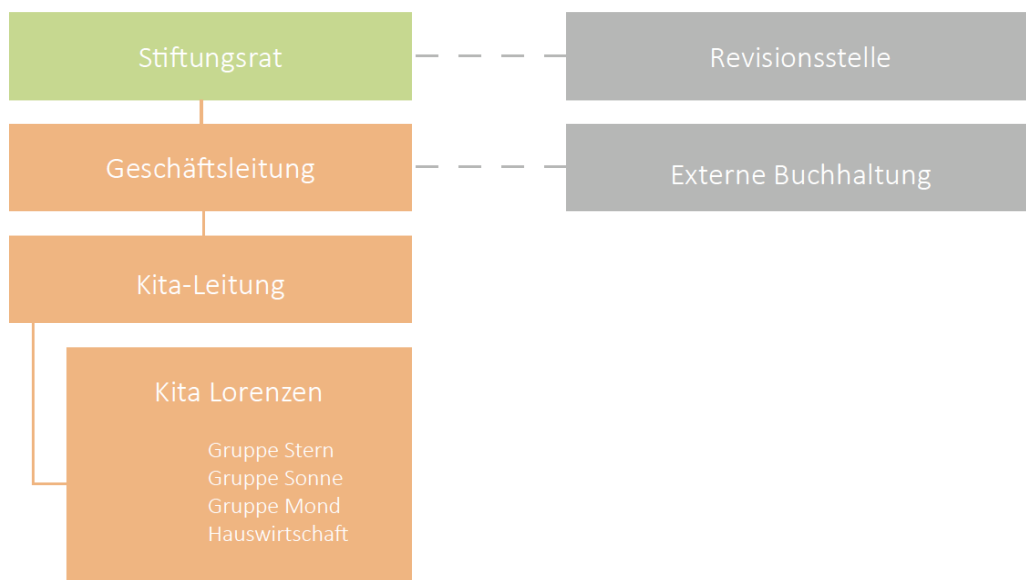 Stiftungsrat
Revisionsstelle
Geschäftsleitung
Externe Buchhaltung
Kita-Leitung
Kita Lorenzen
Gruppe Stern
Gruppe Sonne
Gruppe Mond
Hauswirtschaft